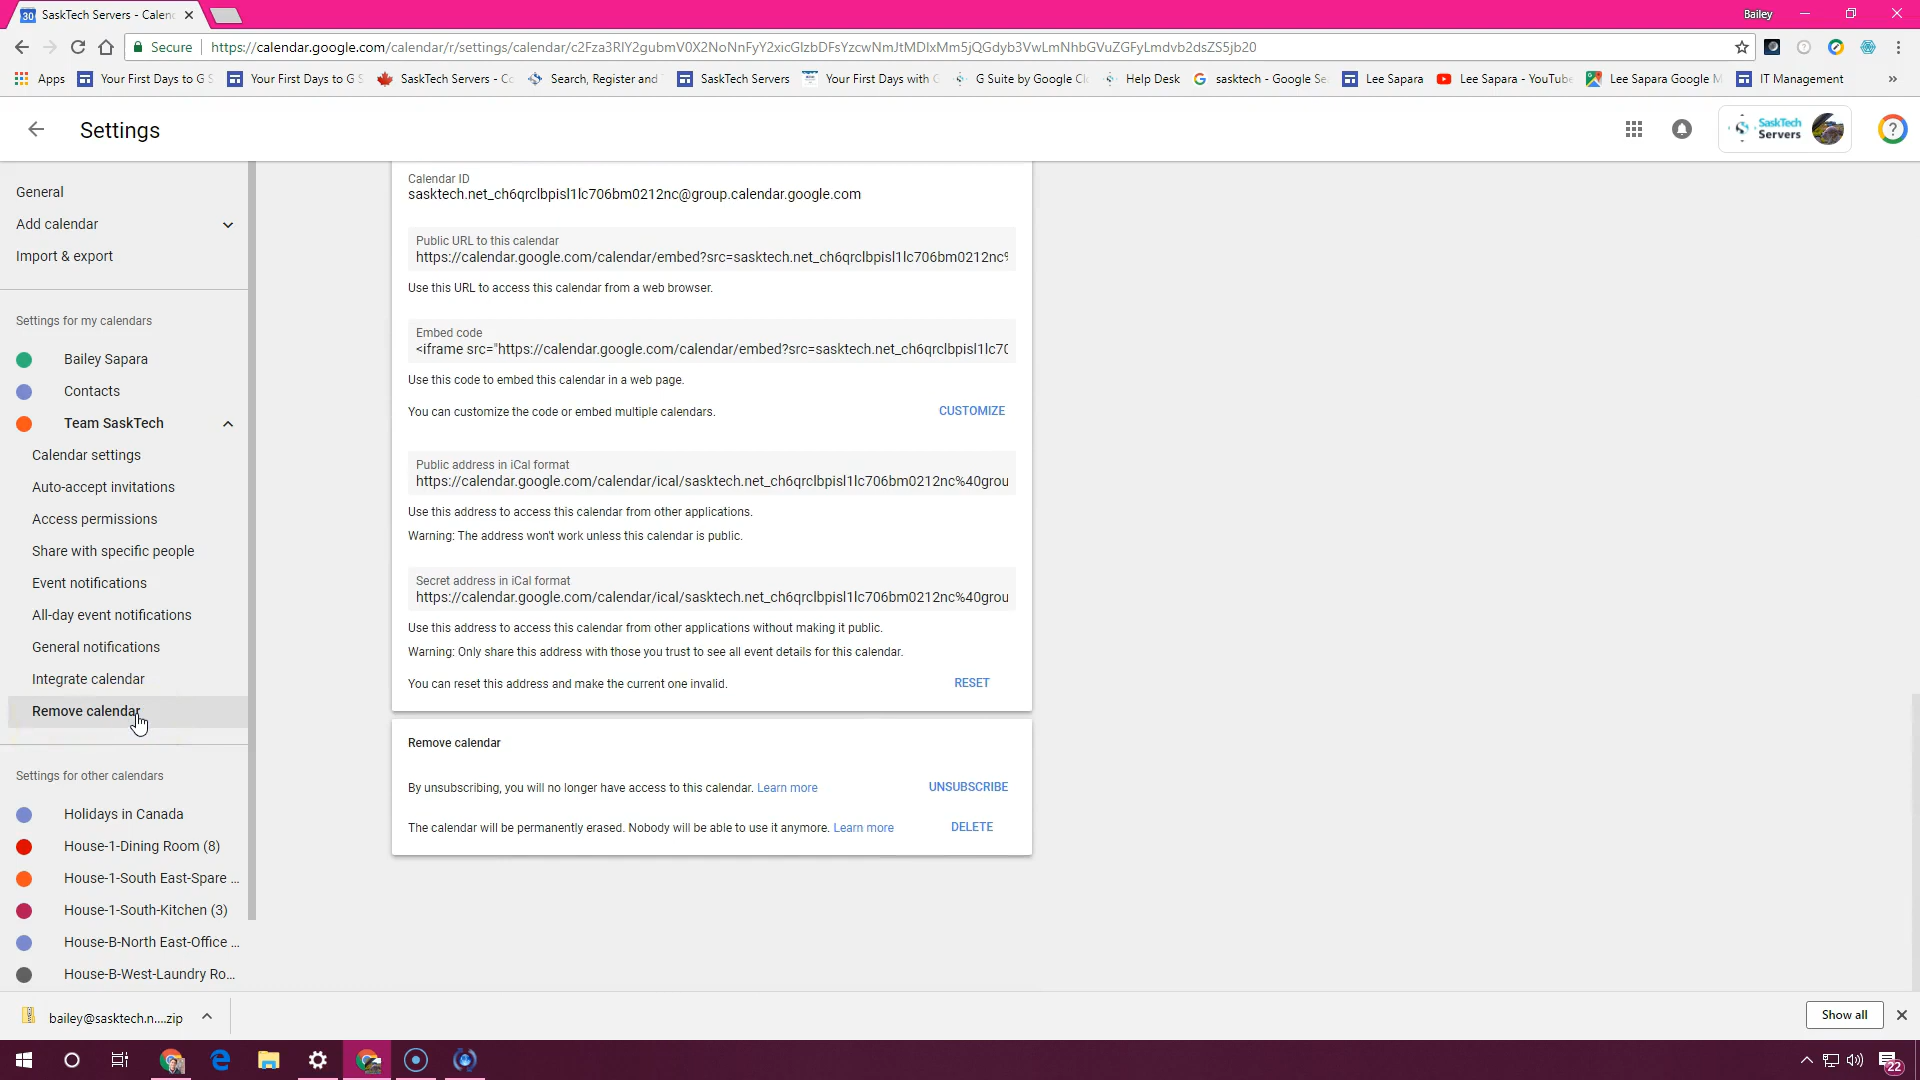 SaskTech Servers - Calen
Bailey
Secure
https://calendar.google.com/calendar/r/settings/calendar/c2Fza3RlY2gubmV0X2NoNnFyY2xicGlzbDFsYzcwNmJtMDIxMm5jQGdyb3VwLmNhbGVuZGFyLmdvb2dsZS5jb20
Apps
Your First Days to G S
Your First Days to G S
SaskTech Servers - Co
Search, Register and
SaskTech Servers
Your First Days with G
G Suite by Google Cl
Help Desk
sasktech - Google Se
Lee Sapara
Lee Sapara - YouTube
Lee Sapara Google M
IT Management
Settings
SaskTech
Servers
General
Add calendar
Import & export
Settings for my calendars
Bailey Sapara
Contacts
Team SaskTech
Calendar settings
Auto-accept invitations
Access permissions
Share with specific people
Event notifications
All-day event notifications
General notifications
Integrate calendar
Remove calendar
Settings for other calendars
Holidays in Canada
House-1-Dining Room (8)
House-1-South East-Spare ...
House-1-South-Kitchen (3)
House-B-North East-Office ...
House-B-West-Laundry Ro...
Calendar ID
sasktech.net_ch6qrclbpisl1lc706bm0212nc@group.calendar.google.com
Public URL to this calendar
https://calendar.google.com/calendar/embed?src=sasktech.net_ch6qrclbpisl1lc706bm0212nc%
Use this URL to access this calendar from a web browser.
Embed code
<iframe src="https://calendar.google.com/calendar/embed?src=sasktech.net_ch6qrclbpisl1lc70
Use this code to embed this calendar in a web page.
You can customize the code or embed multiple calendars.
CUSTOMIZE
Public address in iCal format
https://calendar.google.com/calendar/ical/sasktech.net_ch6qrclbpisl1lc706bm0212nc%40grou
Use this address to access this calendar from other applications.
Warning: The address won't work unless this calendar is public.
Secret address in iCal format
https://calendar.google.com/calendar/ical/sasktech.net_ch6qrclbpisl1lc706bm0212nc%40grou
Use this address to access this calendar from other applications without making it public.
Warning: Only share this address with those you trust to see all event details for this calendar.
You can reset this address and make the current one invalid.
RESET
Remove calendar
By unsubscribing, you will no longer have access to this calendar. Learn more
UNSUBSCRIBE
The calendar will be permanently erased. Nobody will be able to use it anymore. Learn more
DELETE
bailey@sasktech.n....zip
Show all
22